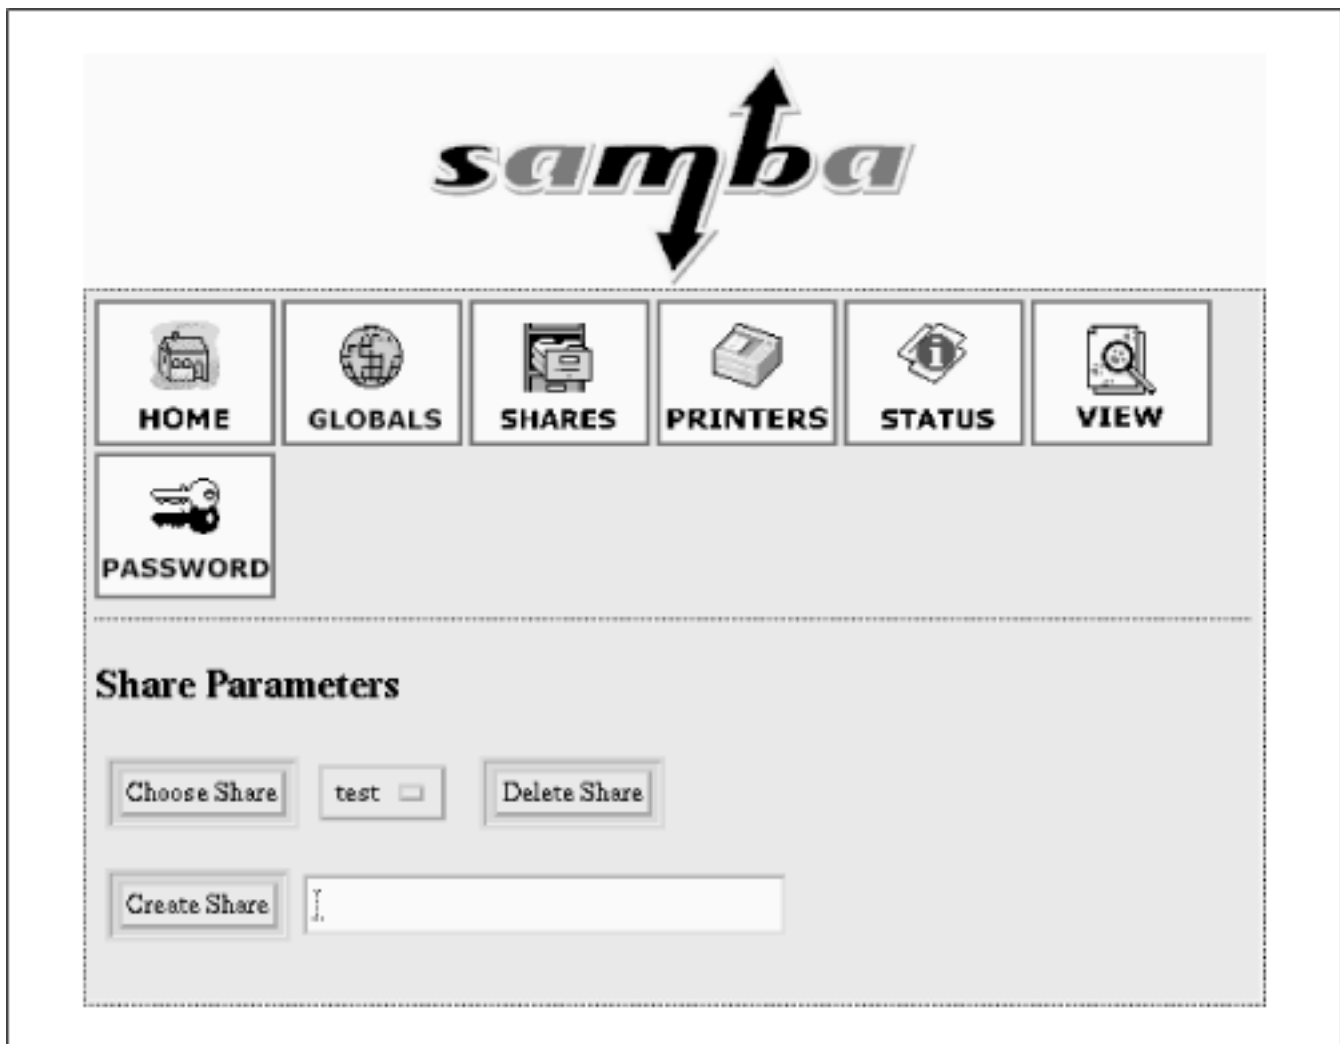 samba
HOME GLOBALS SHARES PRINTERS STATUS VIEW
PASSWORD
Share Parameters
Choose Share test Delete Share
Create Share